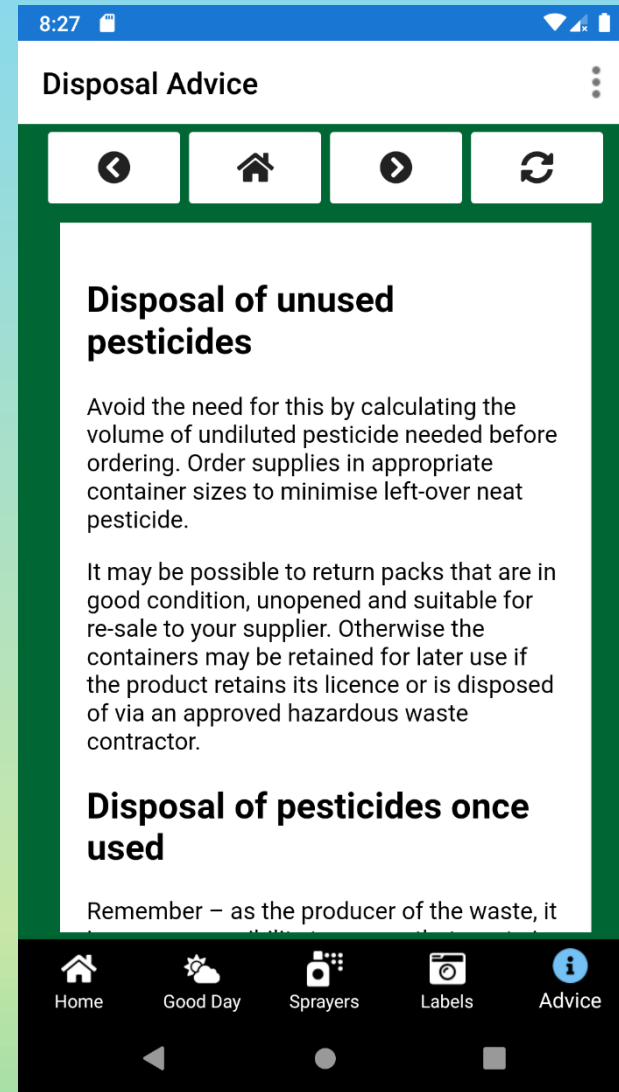 8:27
Disposal Advice
Disposal of unused
pesticides
Avoid the need for this by calculating the
volume of undiluted pesticide needed before
ordering. Order supplies in appropriate
container sizes to minimise left-over neat
pesticide.
It may be possible to return packs that are in
good condition, unopened and suitable for
re-sale to your supplier. Otherwise the
containers may be retained for later use if
the product retains its licence or is disposed
of via an approved hazardous waste
contractor.
Disposal of pesticides once
used
Remember – as the producer of the waste, it
Home Good Day Sprayers Labels Advice